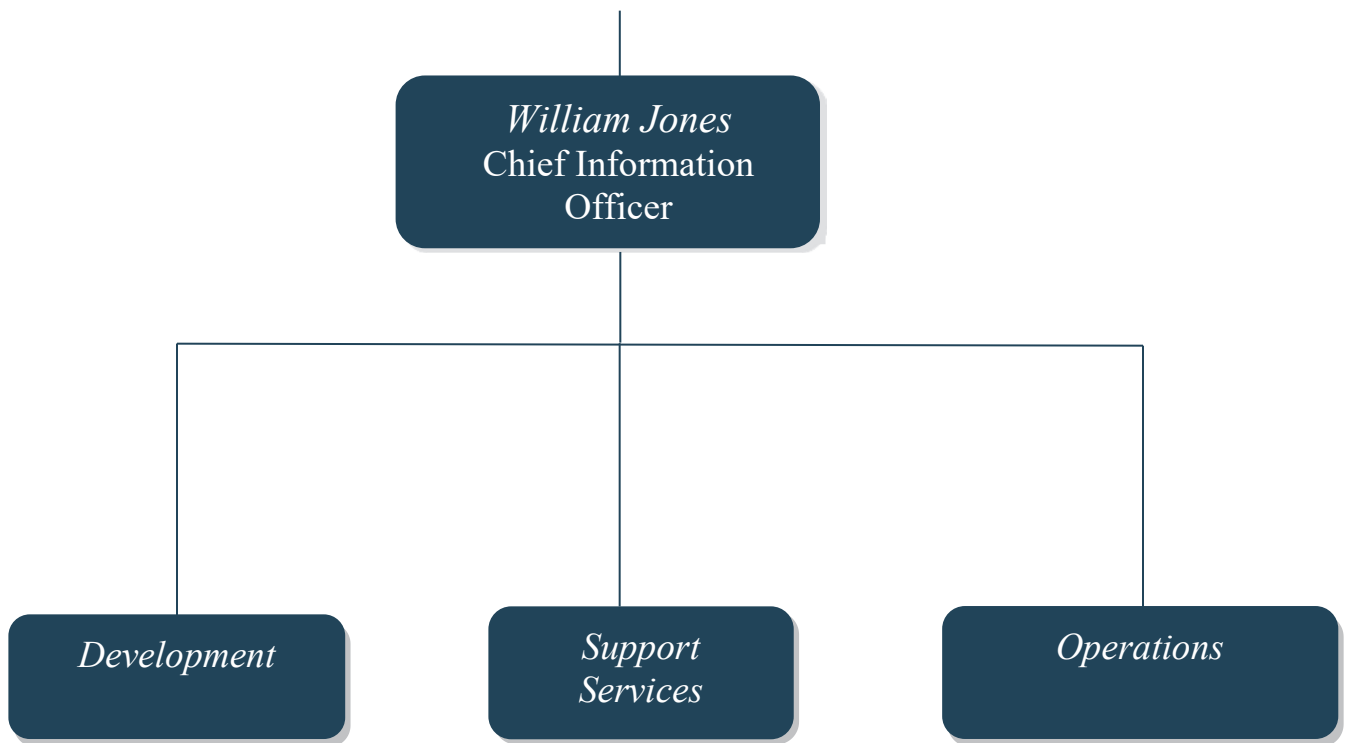 William Jones
Chief Information
Officer
Development
Support
Services
Operations